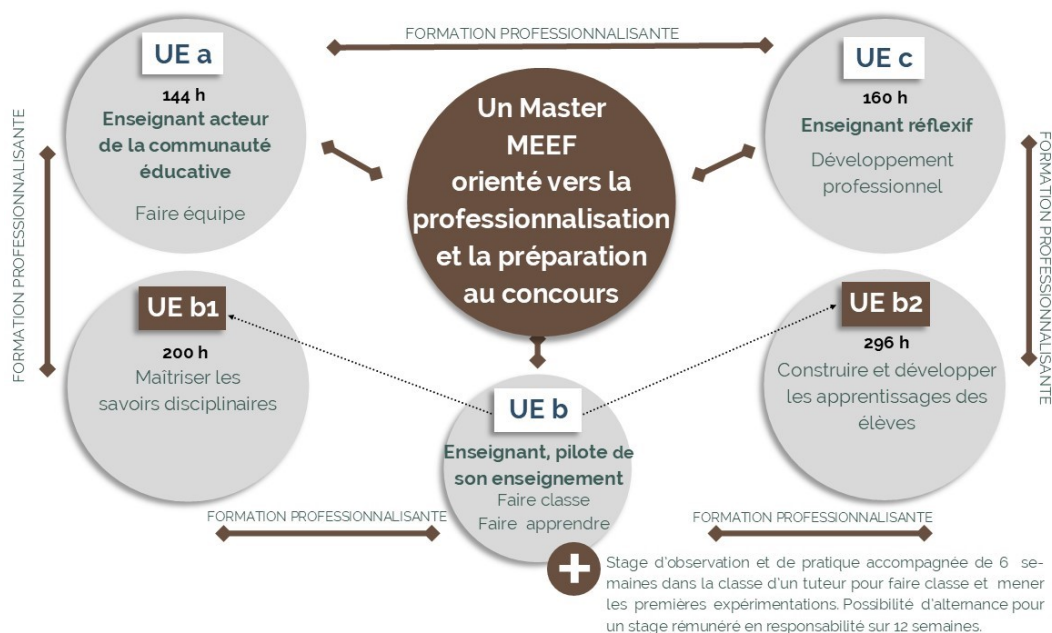 FORMATION PROFESSIONNALISANTE
UE a
144 h
Enseignant acteur
de la communauté
éducative
Faire équipe
Un Master
MEEF
orienté vers la
professionnalisation
et la préparation
au concours
UE c
160 h
Enseignant réflexif
Développement
professionnel
FORMATION PROFESSIONNALISANTE
FORMATION PROFESSIONNALISANTE
UE b1
200 h
Maîtriser les
savoirs disciplinaires
UE b
Enseignant, pilote de
son enseignement
Faire classe
Faire apprendre
UE b2
296 h
Construire et développer
les apprentissages des
élèves
FORMATION PROFESSIONNALISANTE
FORMATION PROFESSIONNALISANTE
+
Stage d'observation et de pratique accompagnée de 6 se-
maines dans la classe d'un tuteur pour faire classe et mener
les premières expérimentations. Possibilité d'alternance pour
un stage rémunéré en responsabilité sur 12 semaines.